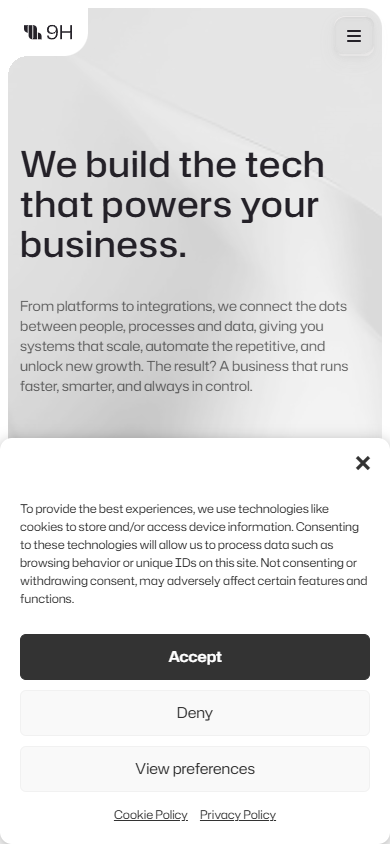 9H
We build the tech
that powers your
business.
From platforms to integrations, we connect the dots
between people, processes and data, giving you
systems that scale, automate the repetitive, and
unlock new growth. The result? A business that runs
faster, smarter, and always in control.
To provide the best experiences, we use technologies like
cookies to store and/or access device information. Consenting
to these technologies will allow us to process data such as
browsing behavior or unique IDs on this site. Not consenting or
withdrawing consent, may adversely affect certain features and
functions.
Accept
Deny
View preferences
Cookie Policy Privacy Policy